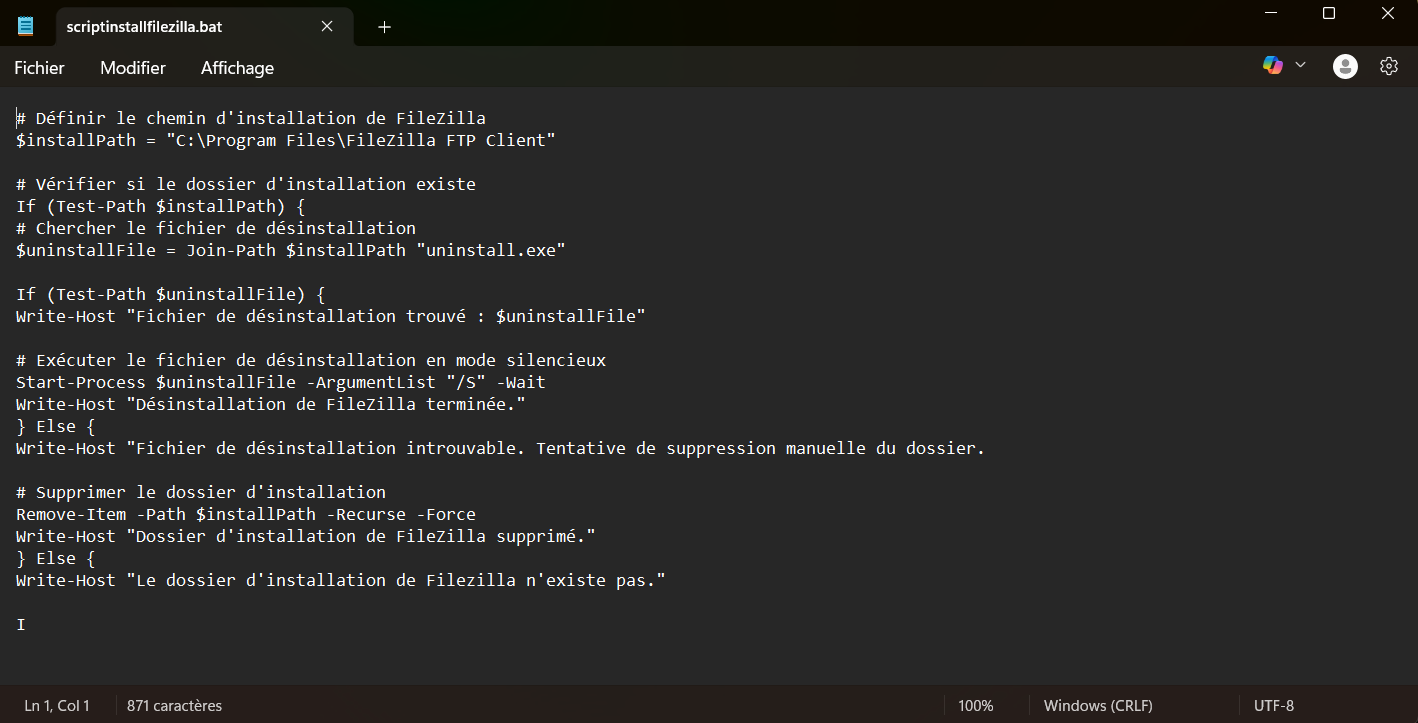 scriptinstallfilezilla.bat
Fichier Modifier Affichage
# Définir le chemin d'installation de FileZilla
$installPath = "C:\Program Files\FileZilla FTP Client"
# Vérifier si le dossier d'installation existe
If (Test-Path $installPath) {
# Chercher le fichier de désinstallation
$uninstallFile = Join-Path $installPath "uninstall.exe"
If (Test-Path $uninstallFile) {
Write-Host "Fichier de désinstallation trouvé : $uninstallFile"
# Exécuter le fichier de désinstallation en mode silencieux
Start-Process $uninstallFile -ArgumentList "/S" -Wait
Write-Host "Désinstallation de FileZilla terminée."
} Else {
Write-Host "Fichier de désinstallation introuvable. Tentative de suppression manuelle du dossier.
# Supprimer le dossier d'installation
Remove-Item -Path $installPath -Recurse -Force
Write-Host "Dossier d'installation de FileZilla supprimé."
} Else {
Write-Host "Le dossier d'installation de Filezilla n'existe pas."
I
Ln 1, Col 1 871 caractères 100% Windows (CRLF) UTF-8